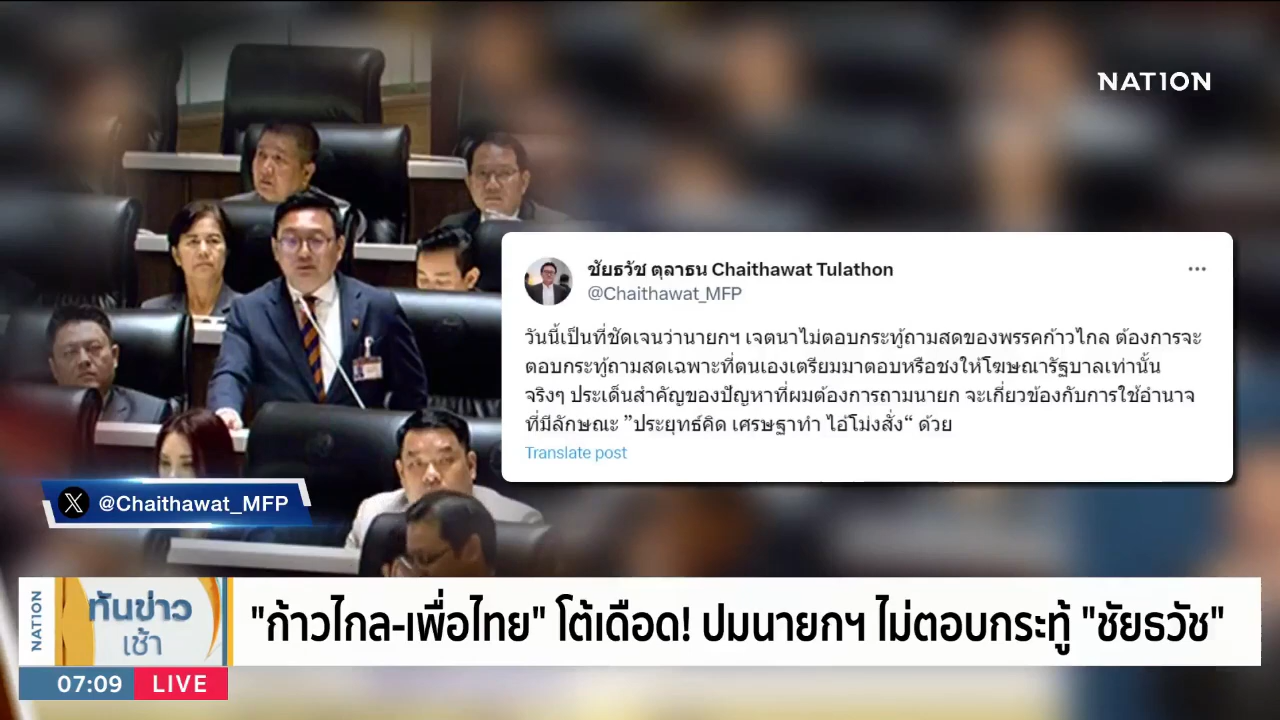 NATION
ชัยธวัช ตุลาธน Chaithawat Tulathon
@Chaithawat_MFP
วันนี้เป็นที่ชัดเจนว่านายกฯ เจตนาไม่ตอบกระทู้ถามสดของพรรคก้าวไกล ต้องการจะ
ตอบกระทู้ถามสดเฉพาะที่ตนเองเตรียมมาตอบหรือชงให้โฆษณารัฐบาลเท่านั้น
จริงๆ ประเด็นสำคัญของปัญหาที่ผมต้องการถามนายก จะเกี่ยวข้องกับการใช้อำนาจ
ที่มีลักษณะ ”ประยุทธ์คิด เศรษฐาทำ ไอ้โม่งสั่ง“ ด้วย
Translate post
X @Chaithawat_MFP
NATION
ทันข่าว
เช้า
"ก้าวไกล-เพื่อไทย" โต้เดือด! ปมนายกฯ ไม่ตอบกระทู้ "ชัยธวัช"
07:09 LIVE